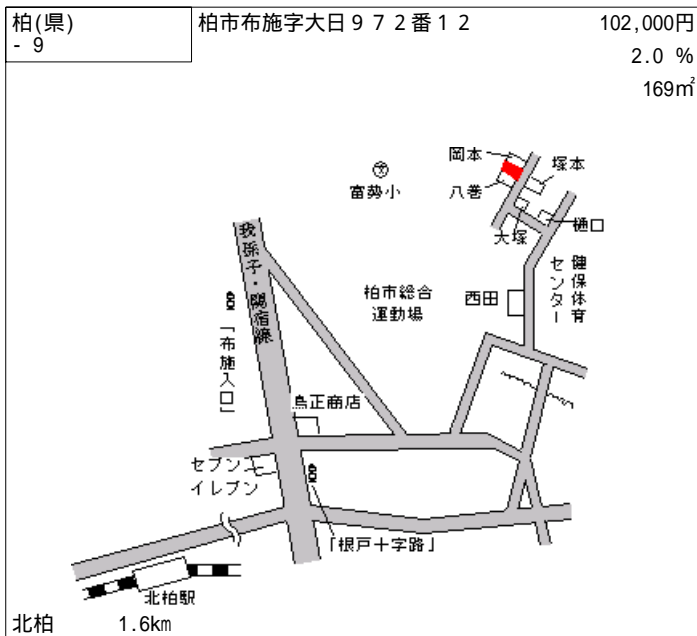 柏(県)
- 9
柏市布施字大日９７２番１２
102,000円
2.0 %
169㎡
岡本
塚本
富勢小
八巻
大塚
樋口
我孫子・関宿線
柏市総合
運動場
西田
健保体育
センター
「布施入口」
鳥正商店
セブン
イレブン
「根戸十字路」
北柏駅
北柏
1.6km